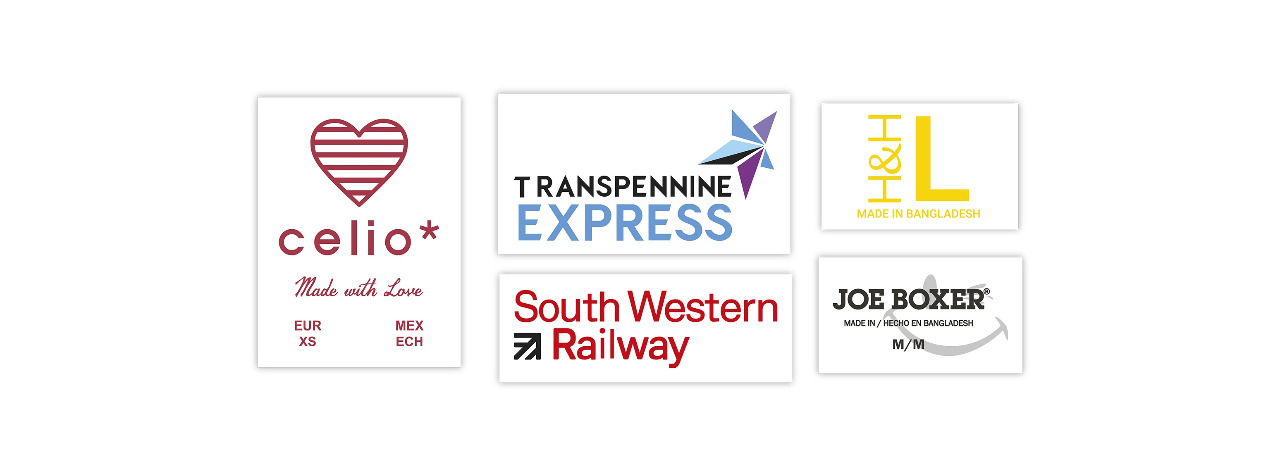 celio*
Made with Love
EUR MEX
XS ECH
TRANSPENNINE
EXPRESS
South Western
Railway
H&H L
MADE IN BANGLADESH
JOE BOXER®
MADE IN / HECHO EN BANGLADESH
M/M